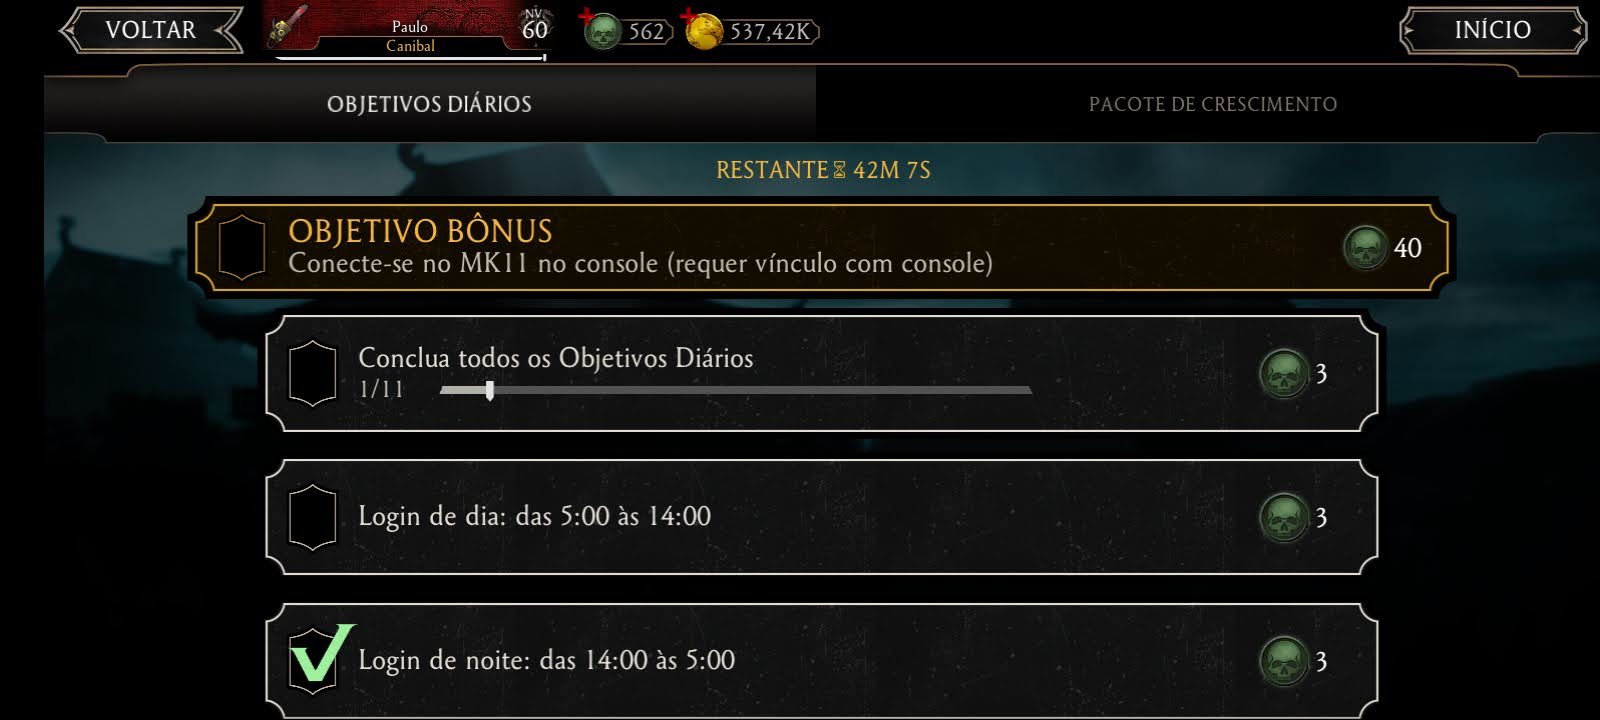 VOLTAR
Paulo
Canibal
NV.
60
562
537,42K
INÍCIO
OBJETIVOS DIÁRIOS
PACOTE DE CRESCIMENTO
RESTANTE 42M 7S
OBJETIVO BÔNUS
Conecte-se no MK11 no console (requer vínculo com console)
40
Conclua todos os Objetivos Diários
1/11
3
Login de dia: das 5:00 às 14:00
3
Login de noite: das 14:00 às 5:00
3